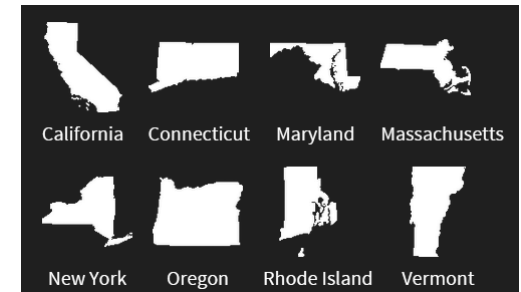 California Connecticut Maryland Massachusetts
New York Oregon Rhode Island Vermont